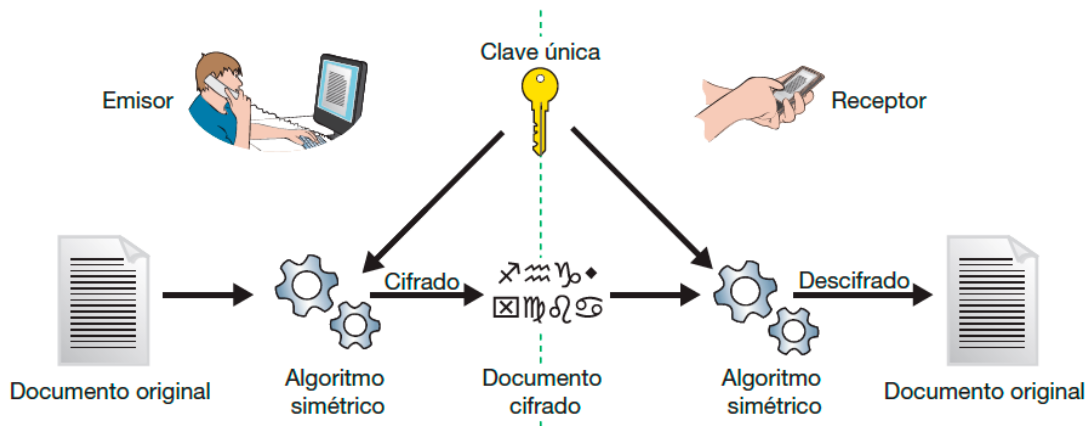 Clave única
Emisor
Receptor
Cifrado
Descifrado
Documento original
Algoritmo
simétrico
Documento
cifrado
Algoritmo
simétrico
Documento original